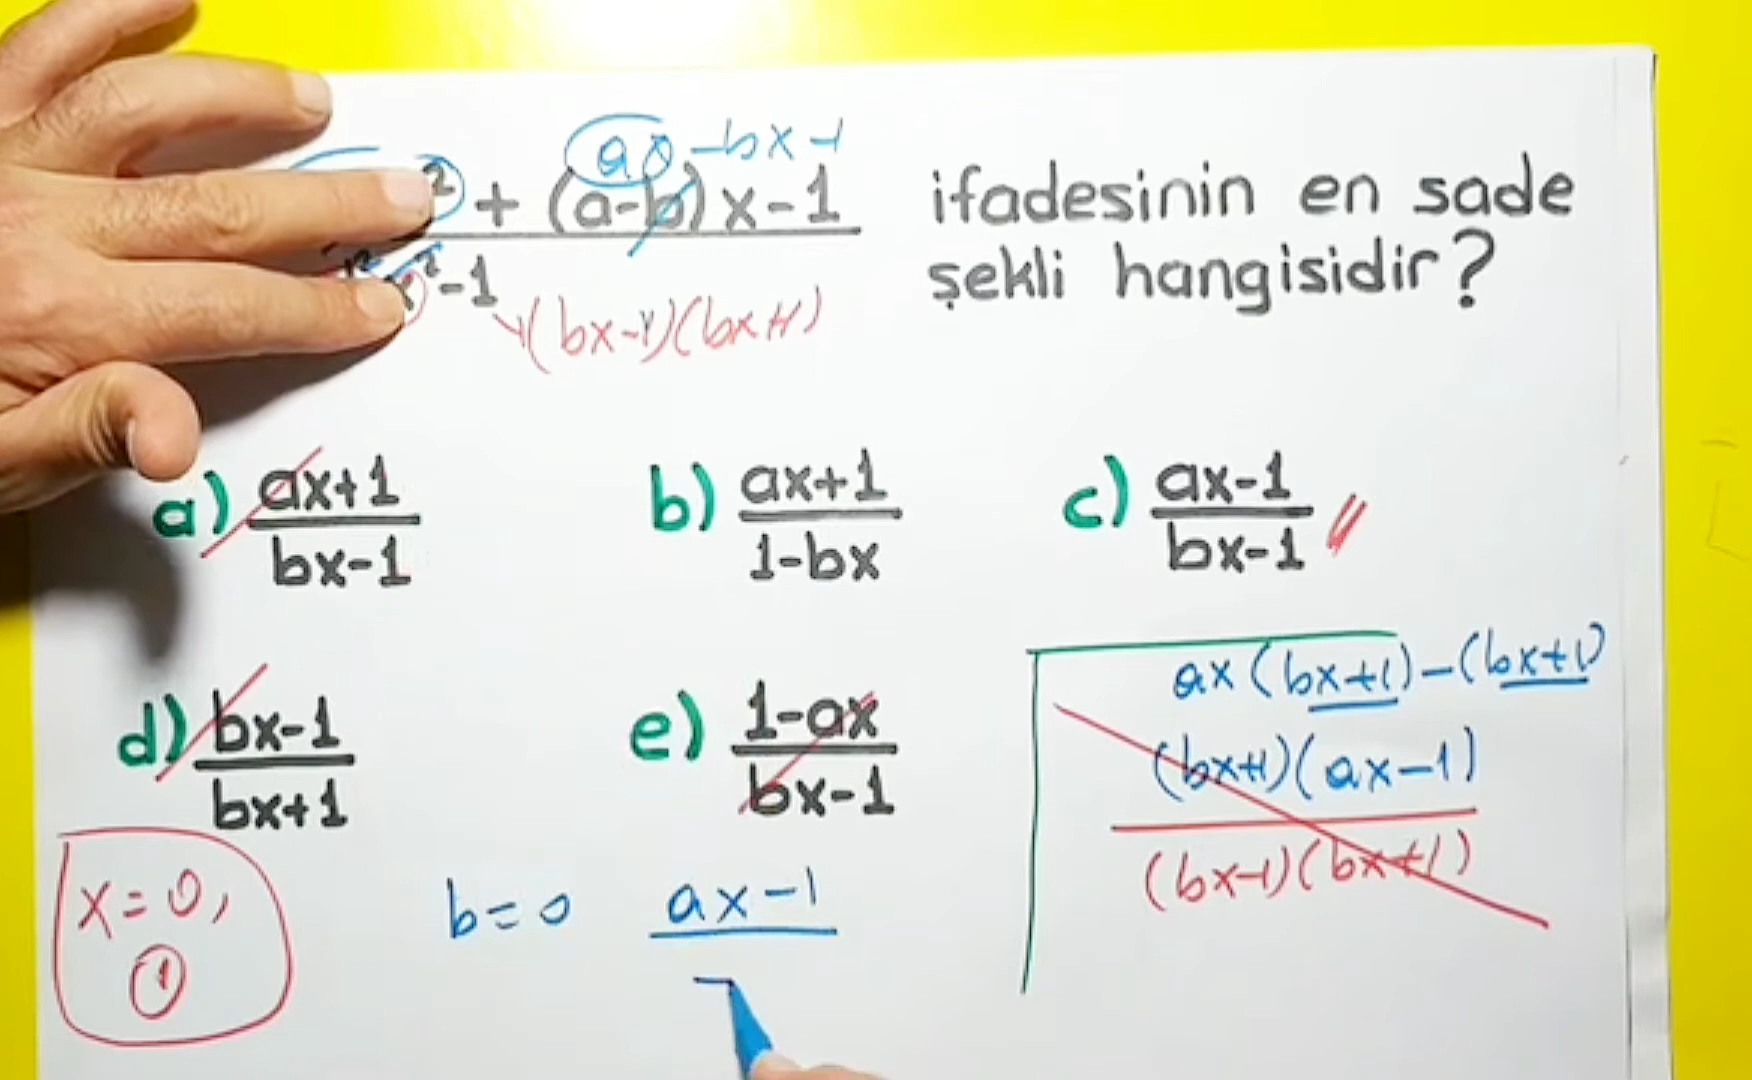 ax - bx - 1
² + (a-b) x - 1 ifadesinin en sade
x² - 1 şekli hangisidir?
(bx-1)(bx+1)
a) ax+1 b) ax+1 c) ax-1
bx-1 1-bx bx-1
ax(bx+1)-(bx+1)
d) bx-1 e) 1-ax (bx+1)(ax-1)
bx+1 bx-1 (bx-1)(bx+1)
x=0, b=0 ax-1
1